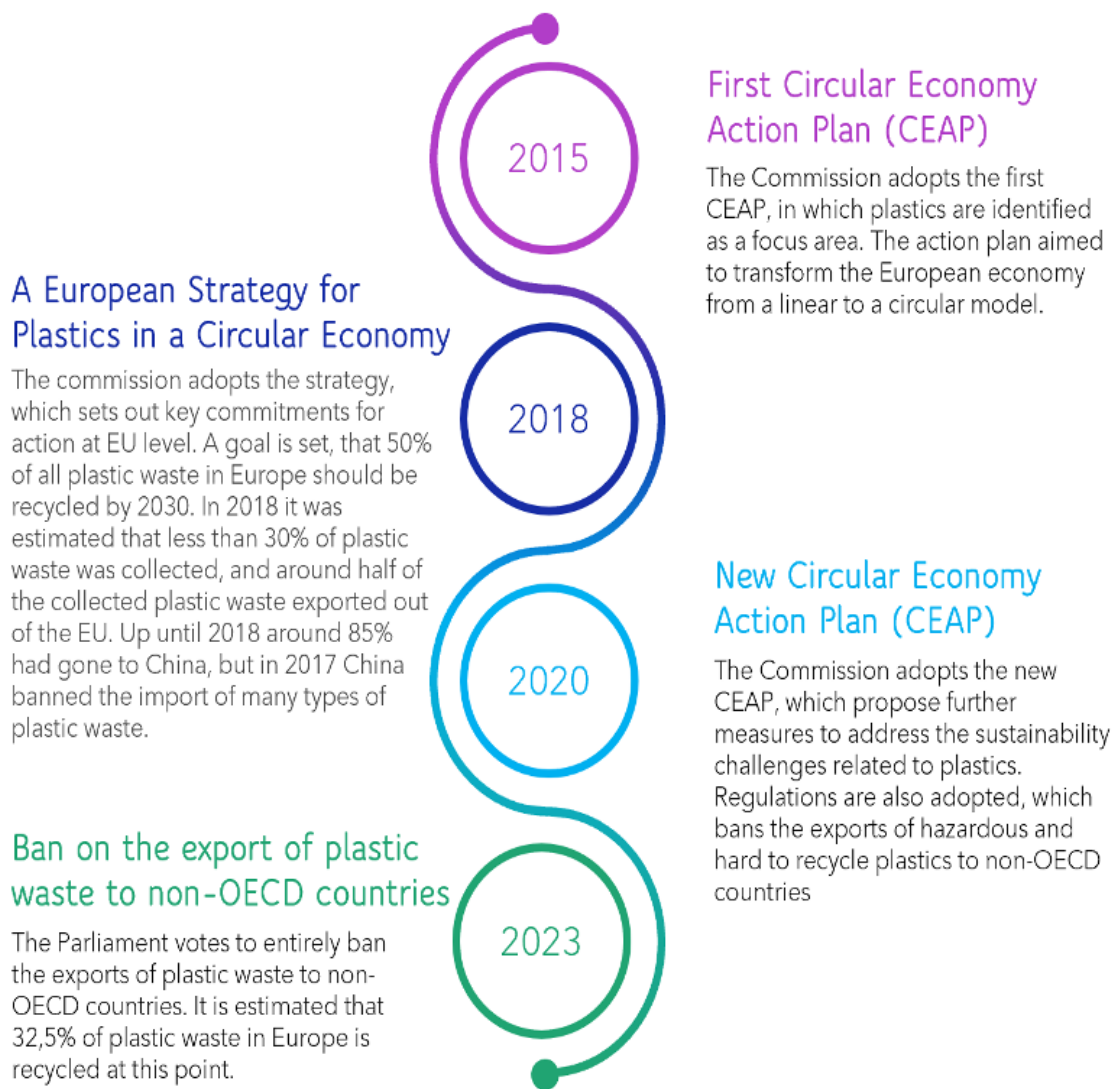 2015
First Circular Economy
Action Plan (CEAP)
The Commission adopts the first
CEAP, in which plastics are identified
as a focus area. The action plan aimed
to transform the European economy
from a linear to a circular model.
A European Strategy for
Plastics in a Circular Economy
The commission adopts the strategy,
which sets out key commitments for
action at EU level. A goal is set, that 50%
of all plastic waste in Europe should be
recycled by 2030. In 2018 it was
estimated that less than 30% of plastic
waste was collected, and around half of
the collected plastic waste exported out
of the EU. Up until 2018 around 85%
had gone to China, but in 2017 China
banned the import of many types of
plastic waste.
2018
2020
New Circular Economy
Action Plan (CEAP)
The Commission adopts the new
CEAP, which propose further
measures to address the sustainability
challenges related to plastics.
Regulations are also adopted, which
bans the exports of hazardous and
hard to recycle plastics to non-OECD
countries
Ban on the export of plastic
waste to non-OECD countries
The Parliament votes to entirely ban
the exports of plastic waste to non-
OECD countries. It is estimated that
32,5% of plastic waste in Europe is
recycled at this point.
2023